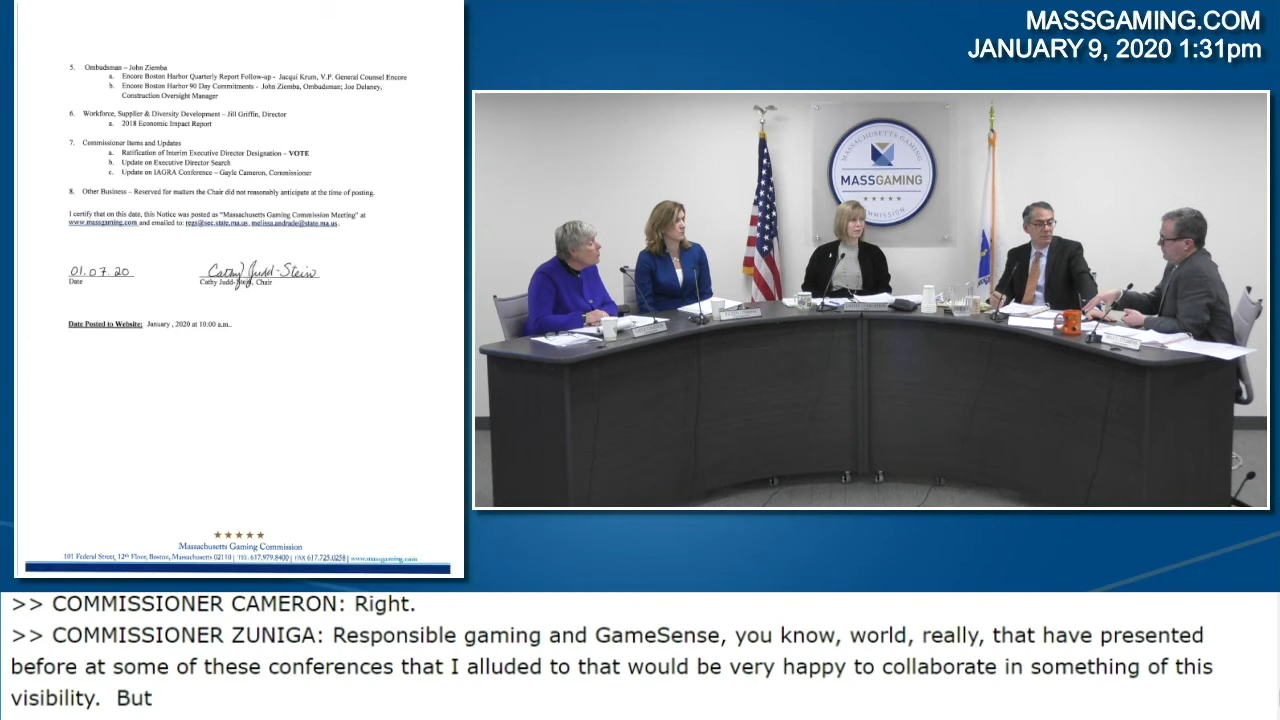 MASSGAMING.COM
JANUARY 9, 2020 1:31pm
5. Ombudsman – John Ziemba
a. Encore Boston Harbor Quarterly Report Follow-up - Jacqui Krum, V.P. General Counsel Encore
b. Encore Boston Harbor 90 Day Commitments - John Ziemba, Ombudsman; Joe Delaney,
Construction Oversight Manager
6. Workforce, Supplier & Diversity Development – Jill Griffin, Director
a. 2018 Economic Impact Report
7. Commissioner Items and Updates
a. Ratification of Interim Executive Director Designation – VOTE
b. Update on Executive Director Search
c. Update on IAGRA Conference – Gayle Cameron, Commissioner
8. Other Business – Reserved for matters the Chair did not reasonably anticipate at the time of posting.
I certify that on this date, this Notice was posted as "Massachusetts Gaming Commission Meeting" at
www.massgaming.com and emailed to: regs@sec.state.ma.us, melissa.andrade@state.ma.us.
01.07.20 Cathy Judd-Stein
Date Cathy Judd-Stein, Chair
Date Posted to Website: January , 2020 at 10:00 a.m..
Massachusetts Gaming Commission
101 Federal Street, 12th Floor, Boston, Massachusetts 02110 | TEL 617.979.8400 | FAX 617.725.0258 | www.massgaming.com
MASSACHUSETTS GAMING
MASSGAMING
COMMISSION
>> COMMISSIONER CAMERON: Right.
>> COMMISSIONER ZUNIGA: Responsible gaming and GameSense, you know, world, really, that have presented
before at some of these conferences that I alluded to that would be very happy to collaborate in something of this
visibility. But